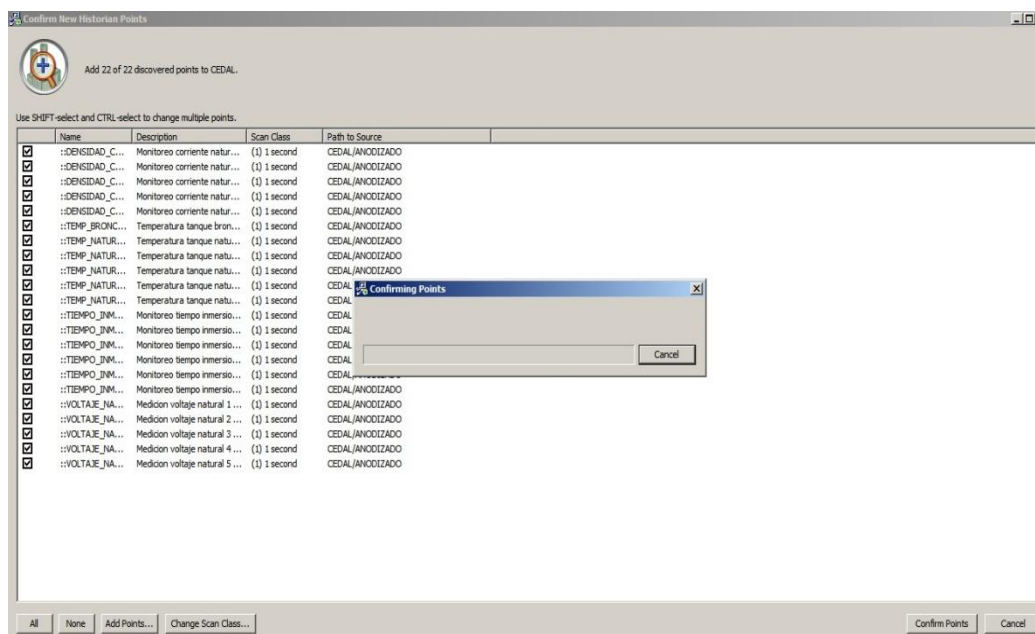 Confirm New Historian Points
Add 22 of 22 discovered points to CEDAL.
Use SHIFT-select and CTRL-select to change multiple points.
Name Description Scan Class Path to Source
::DENSIDAD_C... Monitoreo corriente natur... (1) 1 second CEDAL/ANODIZADO
::DENSIDAD_C... Monitoreo corriente natur... (1) 1 second CEDAL/ANODIZADO
::DENSIDAD_C... Monitoreo corriente natur... (1) 1 second CEDAL/ANODIZADO
::DENSIDAD_C... Monitoreo corriente natur... (1) 1 second CEDAL/ANODIZADO
::DENSIDAD_C... Monitoreo corriente natur... (1) 1 second CEDAL/ANODIZADO
::TEMP_BRONC... Temperatura tanque bron... (1) 1 second CEDAL/ANODIZADO
::TEMP_NATUR... Temperatura tanque natu... (1) 1 second CEDAL/ANODIZADO
::TEMP_NATUR... Temperatura tanque natu... (1) 1 second CEDAL/ANODIZADO
::TEMP_NATUR... Temperatura tanque natu... (1) 1 second CEDAL/ANODIZADO
::TEMP_NATUR... Temperatura tanque natu... (1) 1 second CEDAL
Confirming Points
::TEMP_NATUR... Temperatura tanque natu... (1) 1 second CEDAL
::TIEMPO_INM... Monitoreo tiempo inmersio... (1) 1 second CEDAL
::TIEMPO_INM... Monitoreo tiempo inmersio... (1) 1 second CEDAL
::TIEMPO_INM... Monitoreo tiempo inmersio... (1) 1 second CEDAL
::TIEMPO_INM... Monitoreo tiempo inmersio... (1) 1 second CEDAL
Cancel
::TIEMPO_INM... Monitoreo tiempo inmersio... (1) 1 second CEDAL
::TIEMPO_INM... Monitoreo tiempo inmersio... (1) 1 second CEDAL/ANODIZADO
::VOLTAJE_NA... Medicion voltaje natural 1 ... (1) 1 second CEDAL/ANODIZADO
::VOLTAJE_NA... Medicion voltaje natural 2 ... (1) 1 second CEDAL/ANODIZADO
::VOLTAJE_NA... Medicion voltaje natural 3 ... (1) 1 second CEDAL/ANODIZADO
::VOLTAJE_NA... Medicion voltaje natural 4 ... (1) 1 second CEDAL/ANODIZADO
::VOLTAJE_NA... Medicion voltaje natural 5 ... (1) 1 second CEDAL/ANODIZADO
All None Add Points... Change Scan Class... Confirm Points Cancel